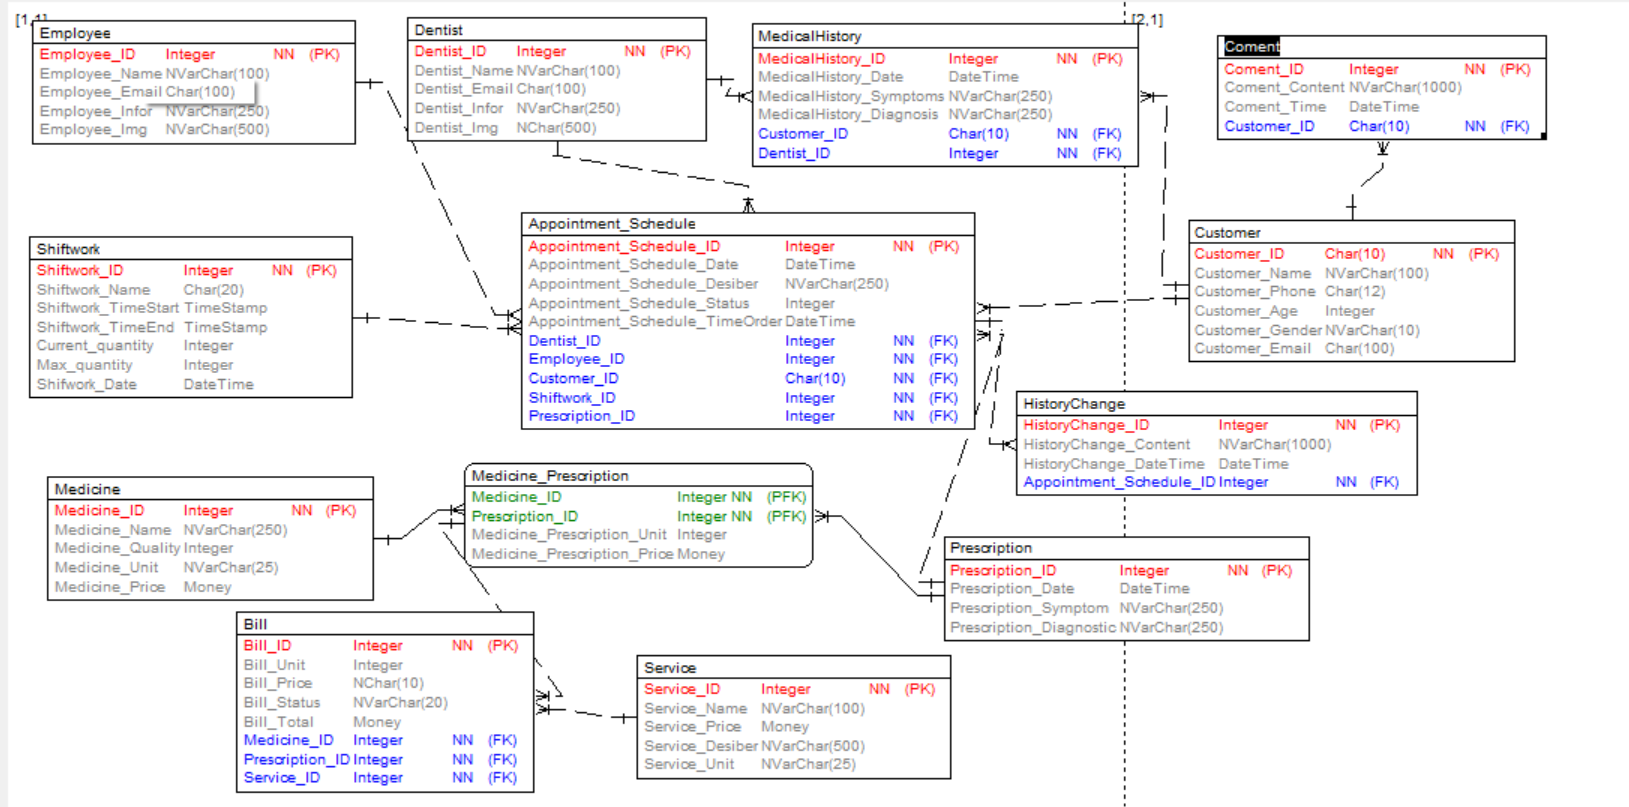 [1,1]
[2,1]
Employee
Employee_ID Integer NN (PK)
Employee_Name NVarChar(100)
Employee_Email Char(100)
Employee_Infor NVarChar(250)
Employee_Img NVarChar(500)
Dentist
Dentist_ID Integer NN (PK)
Dentist_Name NVarChar(100)
Dentist_Email Char(100)
Dentist_Infor NVarChar(250)
Dentist_Img NChar(500)
MedicalHistory
MedicalHistory_ID Integer NN (PK)
MedicalHistory_Date DateTime
MedicalHistory_Symptoms NVarChar(250)
MedicalHistory_Diagnosis NVarChar(250)
Customer_ID Char(10) NN (FK)
Dentist_ID Integer NN (FK)
Coment
Coment_ID Integer NN (PK)
Coment_Content NVarChar(1000)
Coment_Time DateTime
Customer_ID Char(10) NN (FK)
Shiftwork
Shiftwork_ID Integer NN (PK)
Shiftwork_Name Char(20)
Shiftwork_TimeStart TimeStamp
Shiftwork_TimeEnd TimeStamp
Current_quantity Integer
Max_quantity Integer
Shifwork_Date DateTime
Appointment_Schedule
Appointment_Schedule_ID Integer NN (PK)
Appointment_Schedule_Date DateTime
Appointment_Schedule_Desiber NVarChar(250)
Appointment_Schedule_Status Integer
Appointment_Schedule_TimeOrder DateTime
Dentist_ID Integer NN (FK)
Employee_ID Integer NN (FK)
Customer_ID Char(10) NN (FK)
Shiftwork_ID Integer NN (FK)
Prescription_ID Integer NN (FK)
Customer
Customer_ID Char(10) NN (PK)
Customer_Name NVarChar(100)
Customer_Phone Char(12)
Customer_Age Integer
Customer_Gender NVarChar(10)
Customer_Email Char(100)
HistoryChange
HistoryChange_ID Integer NN (PK)
HistoryChange_Content NVarChar(1000)
HistoryChange_DateTime DateTime
Appointment_Schedule_ID Integer NN (FK)
Medicine
Medicine_ID Integer NN (PK)
Medicine_Name NVarChar(250)
Medicine_Quality Integer
Medicine_Unit NVarChar(25)
Medicine_Price Money
Medicine_Prescription
Medicine_ID Integer NN (PFK)
Prescription_ID Integer NN (PFK)
Medicine_Prescription_Unit Integer
Medicine_Prescription_Price Money
Prescription
Prescription_ID Integer NN (PK)
Prescription_Date DateTime
Prescription_Symptom NVarChar(250)
Prescription_Diagnostic NVarChar(250)
Bill
Bill_ID Integer NN (PK)
Bill_Unit Integer
Bill_Price NChar(10)
Bill_Status NVarChar(20)
Bill_Total Money
Medicine_ID Integer NN (FK)
Prescription_ID Integer NN (FK)
Service_ID Integer NN (FK)
Service
Service_ID Integer NN (PK)
Service_Name NVarChar(100)
Service_Price Money
Service_Desiber NVarChar(500)
Service_Unit NVarChar(25)